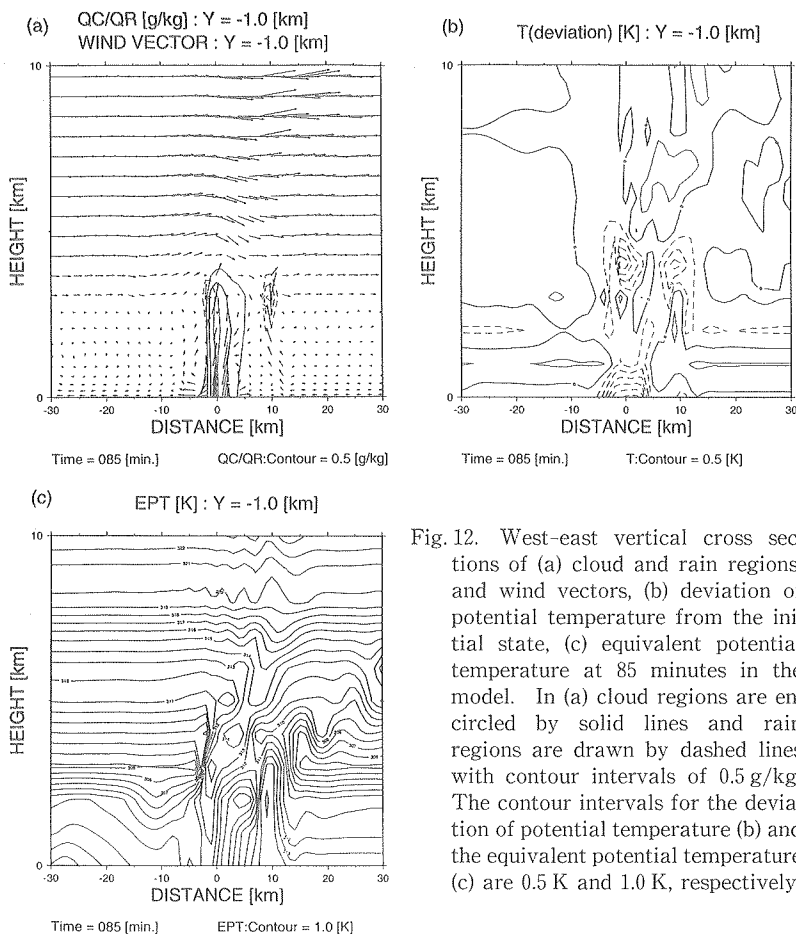 (a)
QC/QR [g/kg] : Y = -1.0 [km]
WIND VECTOR : Y = -1.0 [km]
10
HEIGHT [km]
0
-30 -20 -10 0 10 20 30
DISTANCE [km]
Time = 085 [min.] QC/QR:Contour = 0.5 [g/kg]
(b)
T(deviation) [K] : Y = -1.0 [km]
10
HEIGHT [km]
0
-30 -20 -10 0 10 20 30
DISTANCE [km]
Time = 085 [min.] T:Contour = 0.5 [K]
(c)
EPT [K] : Y = -1.0 [km]
10
HEIGHT [km]
0
-30 -20 -10 0 10 20 30
DISTANCE [km]
Time = 085 [min.] EPT:Contour = 1.0 [K]
Fig. 12. West-east vertical cross sec
tions of (a) cloud and rain regions
and wind vectors, (b) deviation o
potential temperature from the ini
tial state, (c) equivalent potentia
temperature at 85 minutes in the
model. In (a) cloud regions are en
circled by solid lines and rain
regions are drawn by dashed lines
with contour intervals of 0.5 g/kg
The contour intervals for the devia
tion of potential temperature (b) and
the equivalent potential temperature
(c) are 0.5 K and 1.0 K, respectively